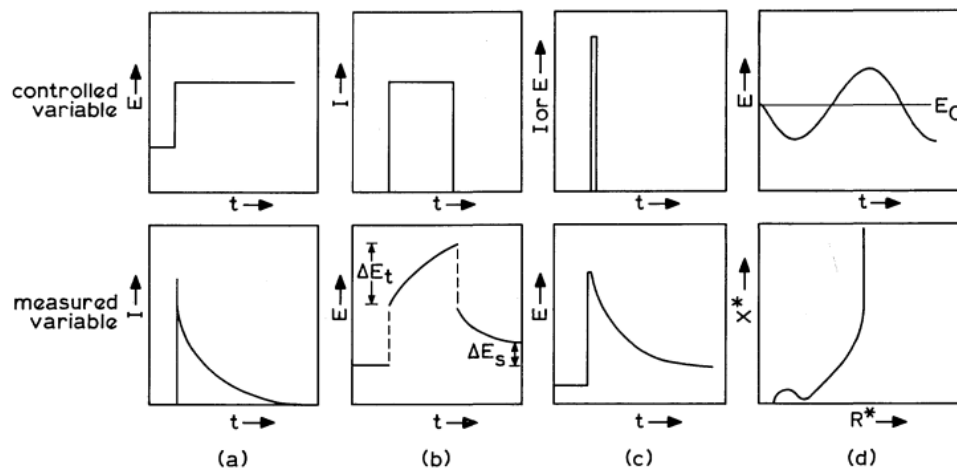 controlled
variable
E
t
I
t
I or E
t
E
E₀
t
measured
variable
I
t
E
ΔEₜ
ΔEₛ
t
E
t
X*
R*
(a)
(b)
(c)
(d)